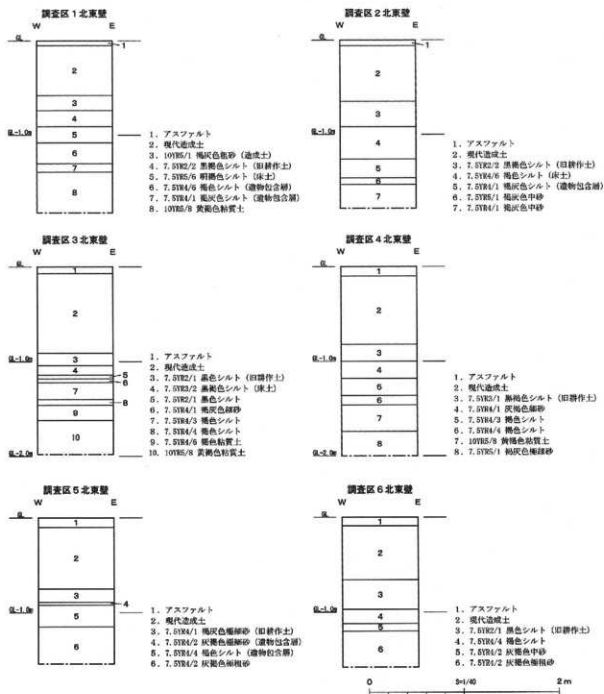 調査区1北東壁
W E
GL
1
2
3
4
GL-1.0m
5
6
7
8
1. アスファルト
2. 現代造成土
3. 10YR5/1 褐灰色粗砂（造成土）
4. 7.5YR2/2 黒褐色シルト（旧耕作土）
5. 7.5YR5/6 明褐色シルト（床土）
6. 7.5YR4/6 褐色シルト（遺物包含層）
7. 7.5YR4/1 褐灰色シルト（遺物包含層）
8. 10YR5/8 黄褐色粘質土
調査区2北東壁
W E
GL
1
2
3
GL-1.0m
4
5
6
7
1. アスファルト
2. 現代造成土
3. 7.5YR2/2 黒褐色シルト（旧耕作土）
4. 7.5YR4/6 褐色シルト（床土）
5. 7.5YR4/1 褐灰色シルト（遺物包含層）
6. 7.5YR5/1 褐灰色中砂
7. 7.5YR4/1 褐灰色中砂
調査区3北東壁
W E
GL
1
2
GL-1.0m
3
4
5
6
7
8
9
10
GL-2.0m
1. アスファルト
2. 現代造成土
3. 7.5YR2/1 黒色シルト（旧耕作土）
4. 7.5YR3/2 黒褐色シルト（床土）
5. 7.5YR2/1 黒色シルト
6. 7.5YR4/1 褐灰色細砂
7. 7.5YR4/3 褐色シルト
8. 7.5YR4/4 褐色シルト
9. 7.5YR4/6 褐色粘質土
10. 10YR5/8 黄褐色粘質土
調査区4北東壁
W E
GL
1
2
3
GL-1.0m
4
5
6
7
8
GL-2.0m
1. アスファルト
2. 現代造成土
3. 7.5YR3/1 黒褐色シルト（旧耕作土）
4. 7.5YR4/1 灰褐色細砂
5. 7.5YR4/3 褐色シルト
6. 7.5YR4/4 褐色シルト
7. 10YR5/8 黄褐色粘質土
8. 7.5YR5/1 褐灰色極細砂
調査区5北東壁
W E
GL
1
2
3
GL-1.0m
4
5
6
1. アスファルト
2. 現代造成土
3. 7.5YR4/1 褐灰色極細砂（旧耕作土）
4. 7.5YR4/2 灰褐色極細砂（遺物包含層）
5. 7.5YR4/4 褐色シルト（遺物包含層）
6. 7.5YR4/2 灰褐色極粗砂
調査区6北東壁
W E
GL
1
2
3
GL-1.0m
4
5
6
1. アスファルト
2. 現代造成土
3. 7.5YR2/1 黒色シルト（旧耕作土）
4. 7.5YR4/4 褐色シルト
5. 7.5YR4/2 灰褐色中砂
6. 7.5YR4/2 灰褐色極粗砂
0 S=1/40 2m